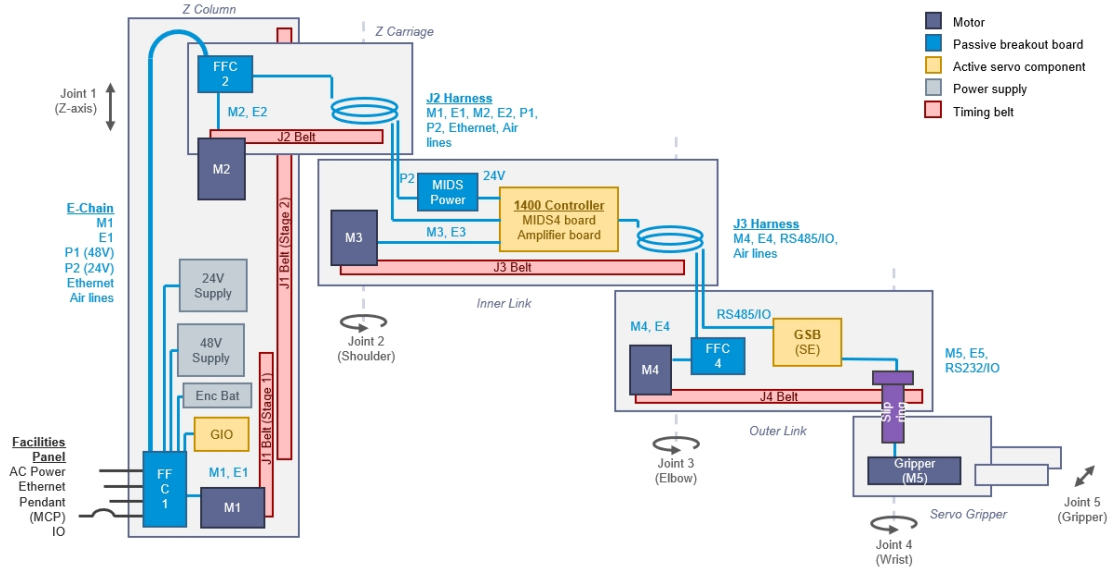 Z Column
Z Carriage
Motor
Passive breakout board
Active servo component
Power supply
Timing belt
Joint 1
(Z-axis)
FFC
2
M2, E2
J2 Belt
M2
J2 Harness
M1, E1, M2, E2, P1,
P2, Ethernet, Air
lines
E-Chain
M1
E1
P1 (48V)
P2 (24V)
Ethernet
Air lines
J1 Belt (Stage 2)
P2
MIDS
Power
24V
1400 Controller
MIDS4 board
Amplifier board
M3
M3, E3
J3 Belt
J3 Harness
M4, E4, RS485/IO,
Air lines
Inner Link
Joint 2
(Shoulder)
24V
Supply
48V
Supply
Enc Bat
GIO
J1 Belt (Stage 1)
M1, E1
M1
FF
C
1
Facilities
Panel
AC Power
Ethernet
Pendant
(MCP)
IO
M4, E4
RS485/IO
FFC
4
M4
GSB
(SE)
J4 Belt
M5, E5,
RS232/IO
Slip
ring
Outer Link
Joint 3
(Elbow)
Gripper
(M5)
Servo Gripper
Joint 4
(Wrist)
Joint 5
(Gripper)